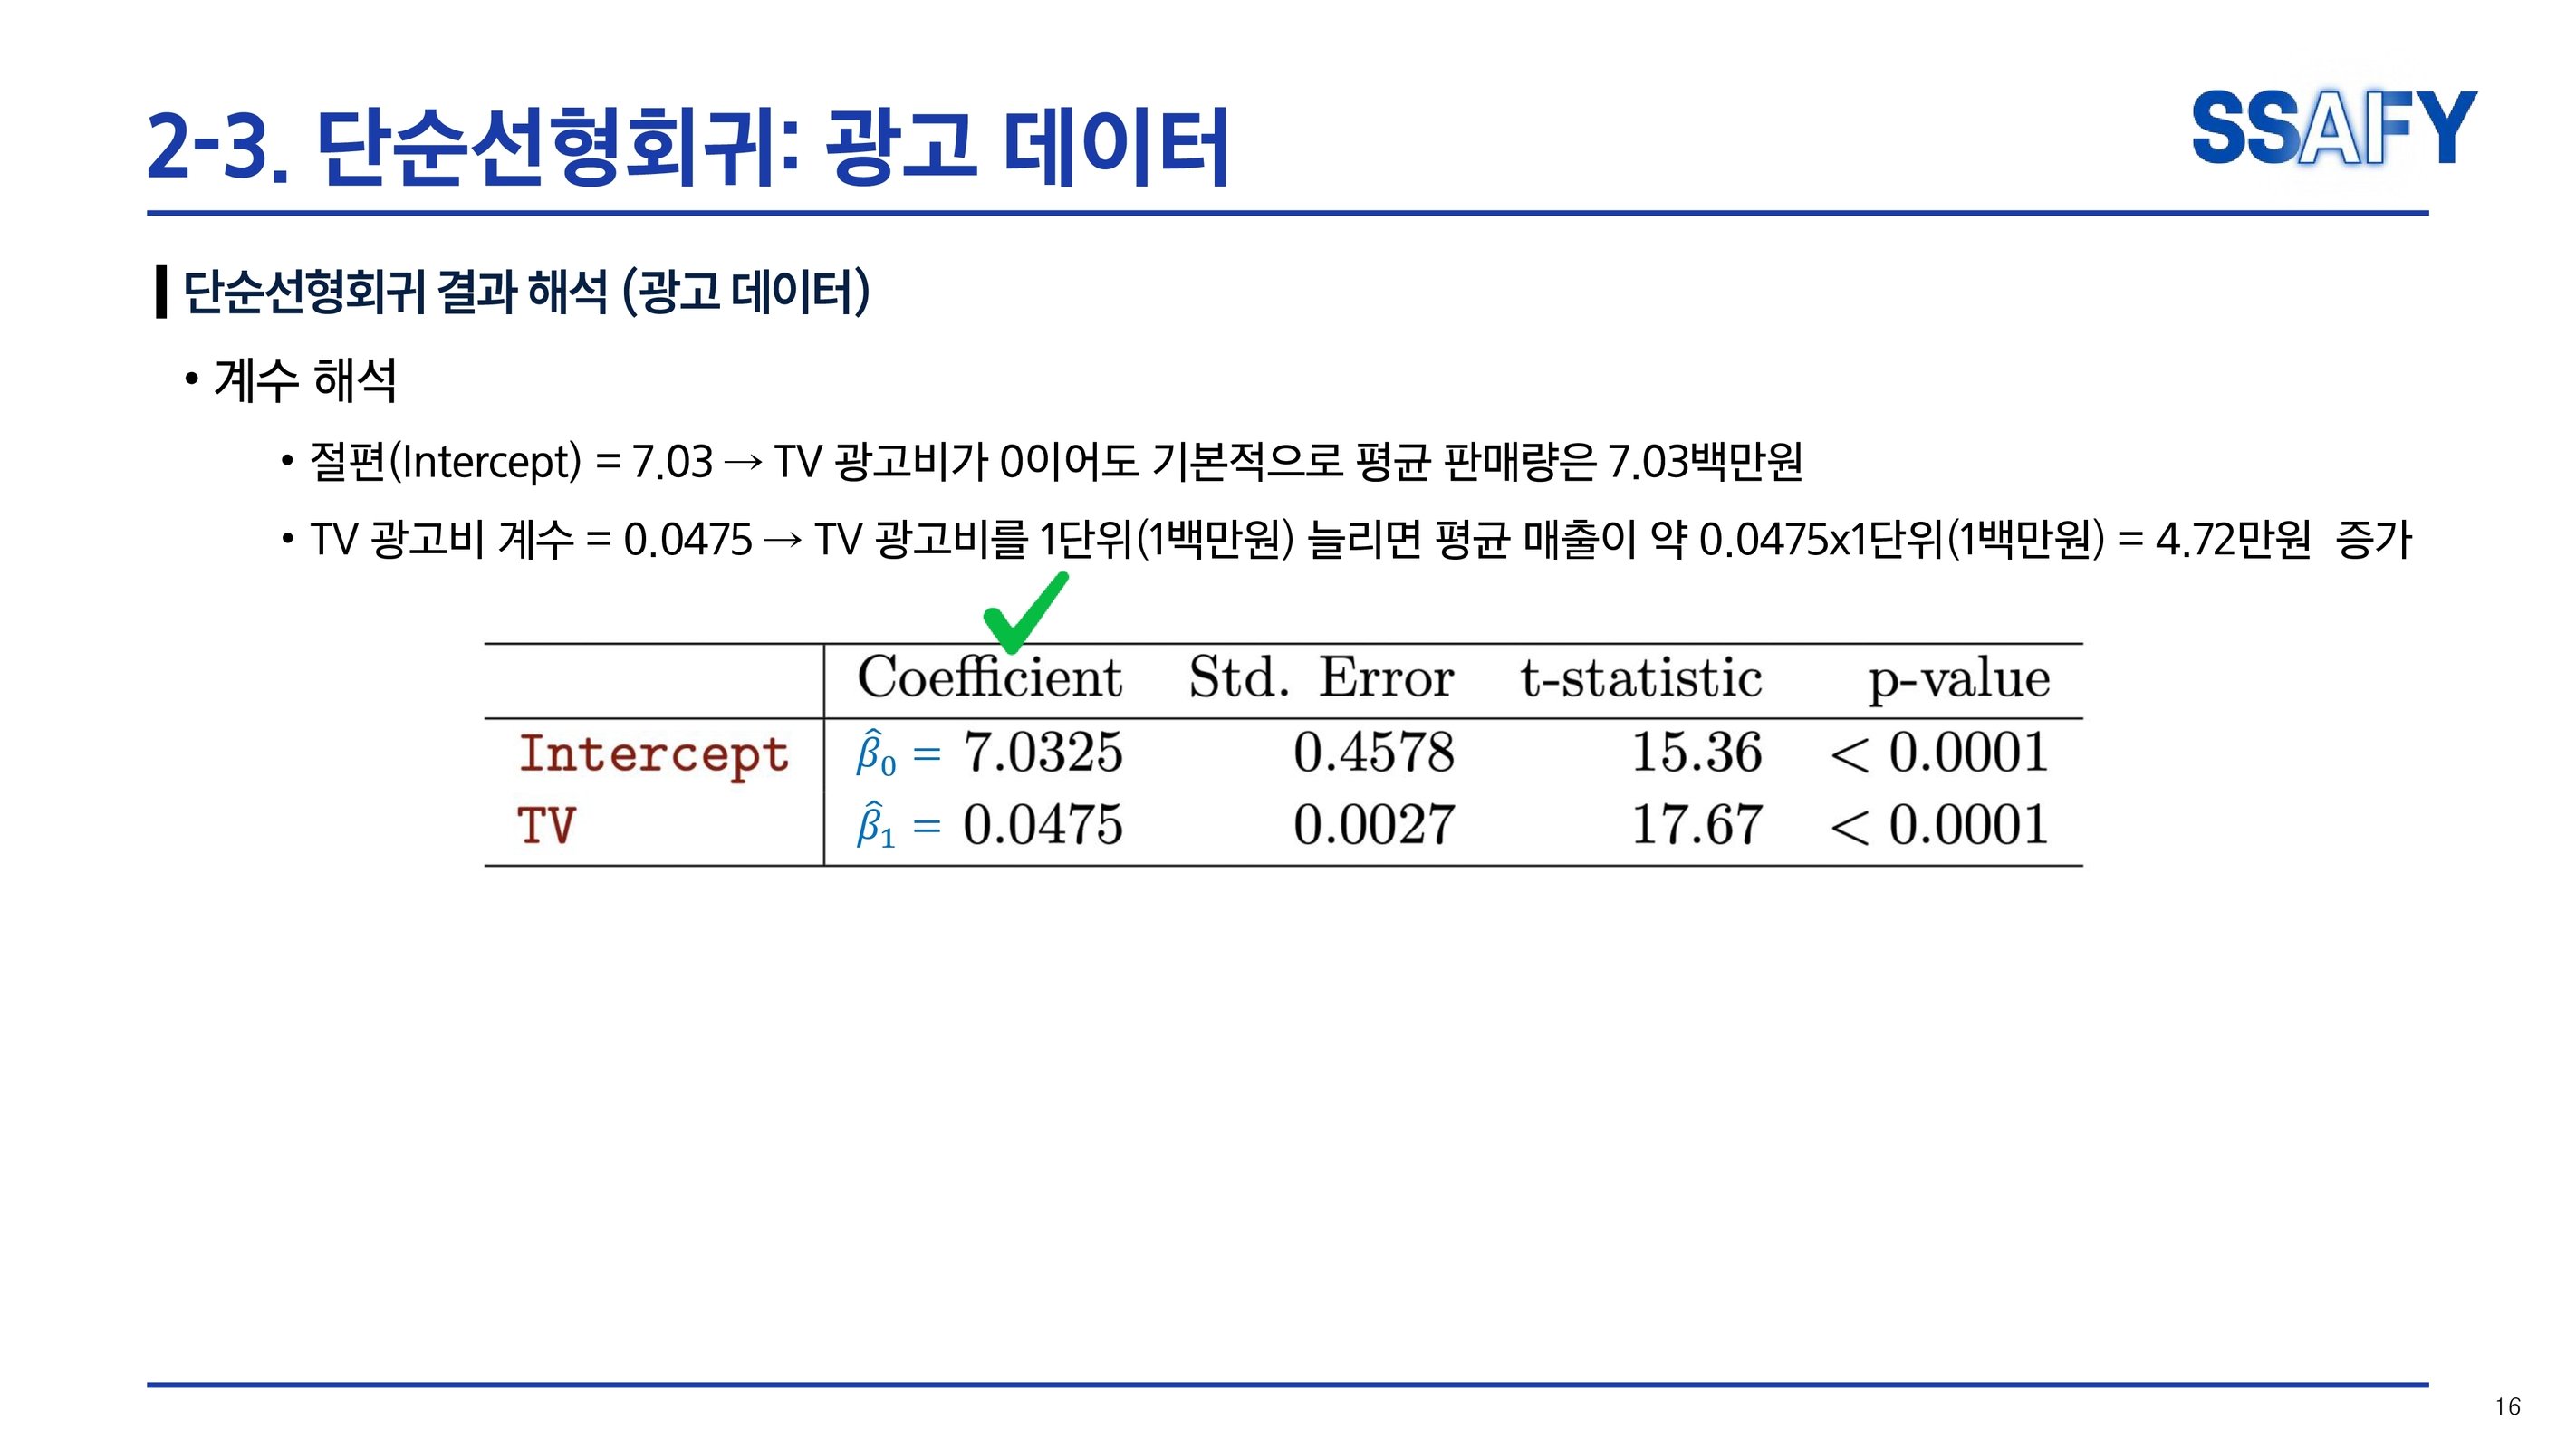 2-3. 단순선형회귀: 광고 데이터
SSAFY
단순선형회귀 결과 해석 (광고 데이터)
• 계수 해석
• 절편(Intercept) = 7.03 → TV 광고비가 0이어도 기본적으로 평균 판매량은 7.03백만원
• TV 광고비 계수 = 0.0475 → TV 광고비를 1단위(1백만원) 늘리면 평균 매출이 약 0.0475x1단위(1백만원) = 4.72만원 증가
Coefficient Std. Error t-statistic p-value
Intercept β̂₀ = 7.0325 0.4578 15.36 < 0.0001
TV β̂₁ = 0.0475 0.0027 17.67 < 0.0001
16